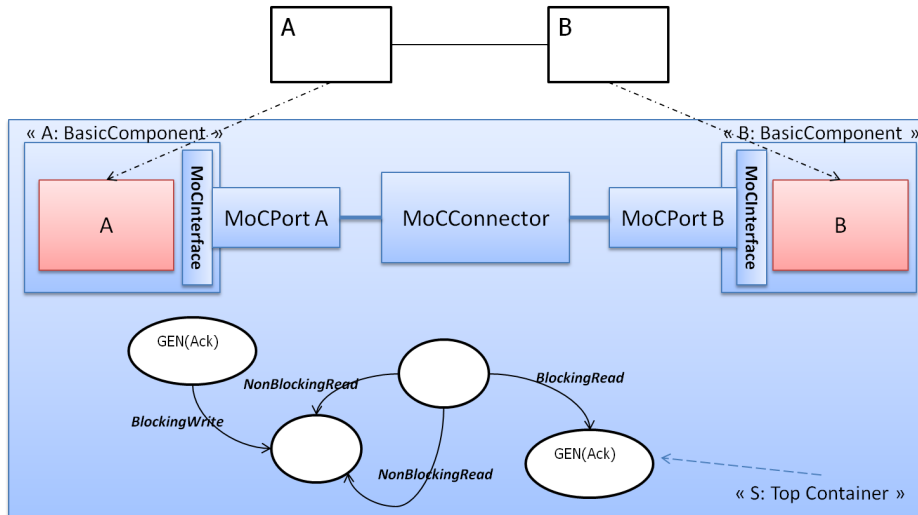 A
B
« A: BasicComponent »
« B: BasicComponent »
A
MoCInterface
MoCPort A
MoCConnector
MoCPort B
MoCInterface
B
GEN(Ack)
NonBlockingRead
BlockingRead
BlockingWrite
GEN(Ack)
NonBlockingRead
« S: Top Container »